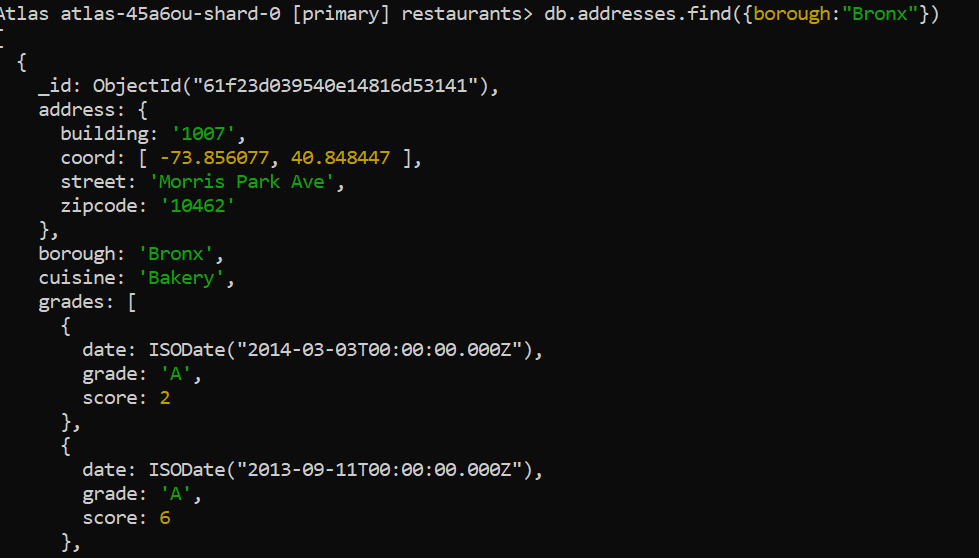 Atlas atlas-45a6ou-shard-0 [primary] restaurants> db.addresses.find({borough:"Bronx"})
[
  {
    _id: ObjectId("61f23d039540e14816d53141"),
    address: {
      building: '1007',
      coord: [ -73.856077, 40.848447 ],
      street: 'Morris Park Ave',
      zipcode: '10462'
    },
    borough: 'Bronx',
    cuisine: 'Bakery',
    grades: [
      {
        date: ISODate("2014-03-03T00:00:00.000Z"),
        grade: 'A',
        score: 2
      },
      {
        date: ISODate("2013-09-11T00:00:00.000Z"),
        grade: 'A',
        score: 6
      },